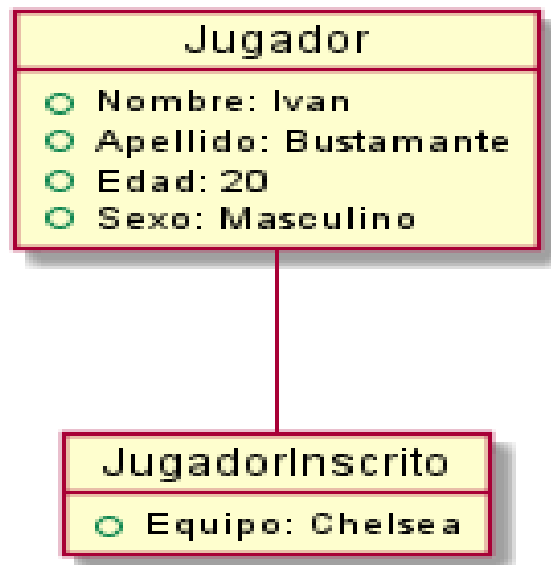 Jugador
Nombre: Ivan
Apellido: Bustamante
Edad: 20
Sexo: Masculino
JugadorInscrito
Equipo: Chelsea